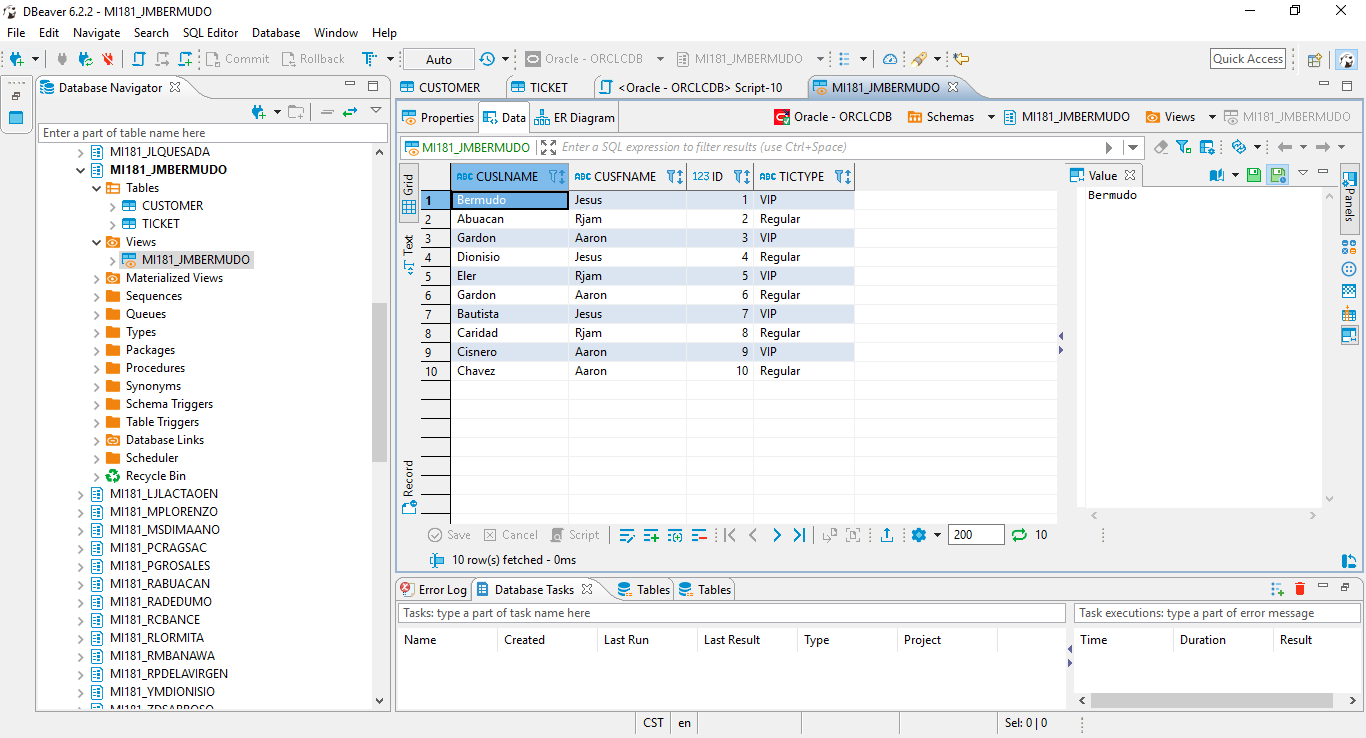 DBeaver 6.2.2 - MI181_JMBERMUDO
File Edit Navigate Search SQL Editor Database Window Help
Commit Rollback Auto Oracle - ORCLCDB MI181_JMBERMUDO Quick Access
Database Navigator
Enter a part of table name here
MI181_JLQUESADA
MI181_JMBERMUDO
Tables
CUSTOMER
TICKET
Views
MI181_JMBERMUDO
Materialized Views
Sequences
Queues
Types
Packages
Procedures
Synonyms
Schema Triggers
Table Triggers
Database Links
Scheduler
Recycle Bin
MI181_LJLACTAOEN
MI181_MPLORENZO
MI181_MSDIMAANO
MI181_PCRAGSAC
MI181_PGROSALES
MI181_RABUACAN
MI181_RADEDUMO
MI181_RCBANCE
MI181_RLORMITA
MI181_RMBANAWA
MI181_RPDELAVIRGEN
MI181_YMDIONISIO
CUSTOMER TICKET <Oracle - ORCLCDB> Script-10 MI181_JMBERMUDO
Properties Data ER Diagram Oracle - ORCLCDB Schemas MI181_JMBERMUDO Views MI181_JMBERMUDO
MI181_JMBERMUDO Enter a SQL expression to filter results (use Ctrl+Space)
Grid
Text
Record
ABC CUSLNAME ABC CUSFNAME 123 ID ABC TICTYPE
1 Bermudo Jesus 1 VIP
2 Abuacan Rjam 2 Regular
3 Gardon Aaron 3 VIP
4 Dionisio Jesus 4 Regular
5 Eler Rjam 5 VIP
6 Gardon Aaron 6 Regular
7 Bautista Jesus 7 VIP
8 Caridad Rjam 8 Regular
9 Cisnero Aaron 9 VIP
10 Chavez Aaron 10 Regular
Value
Bermudo
Panels
Save Cancel Script 200 10
10 row(s) fetched - 0ms
Error Log Database Tasks Tables Tables
Tasks: type a part of task name here
Name Created Last Run Last Result Type Project
Task executions: type a part of error message
Time Duration Result
CST en Sel: 0 | 0